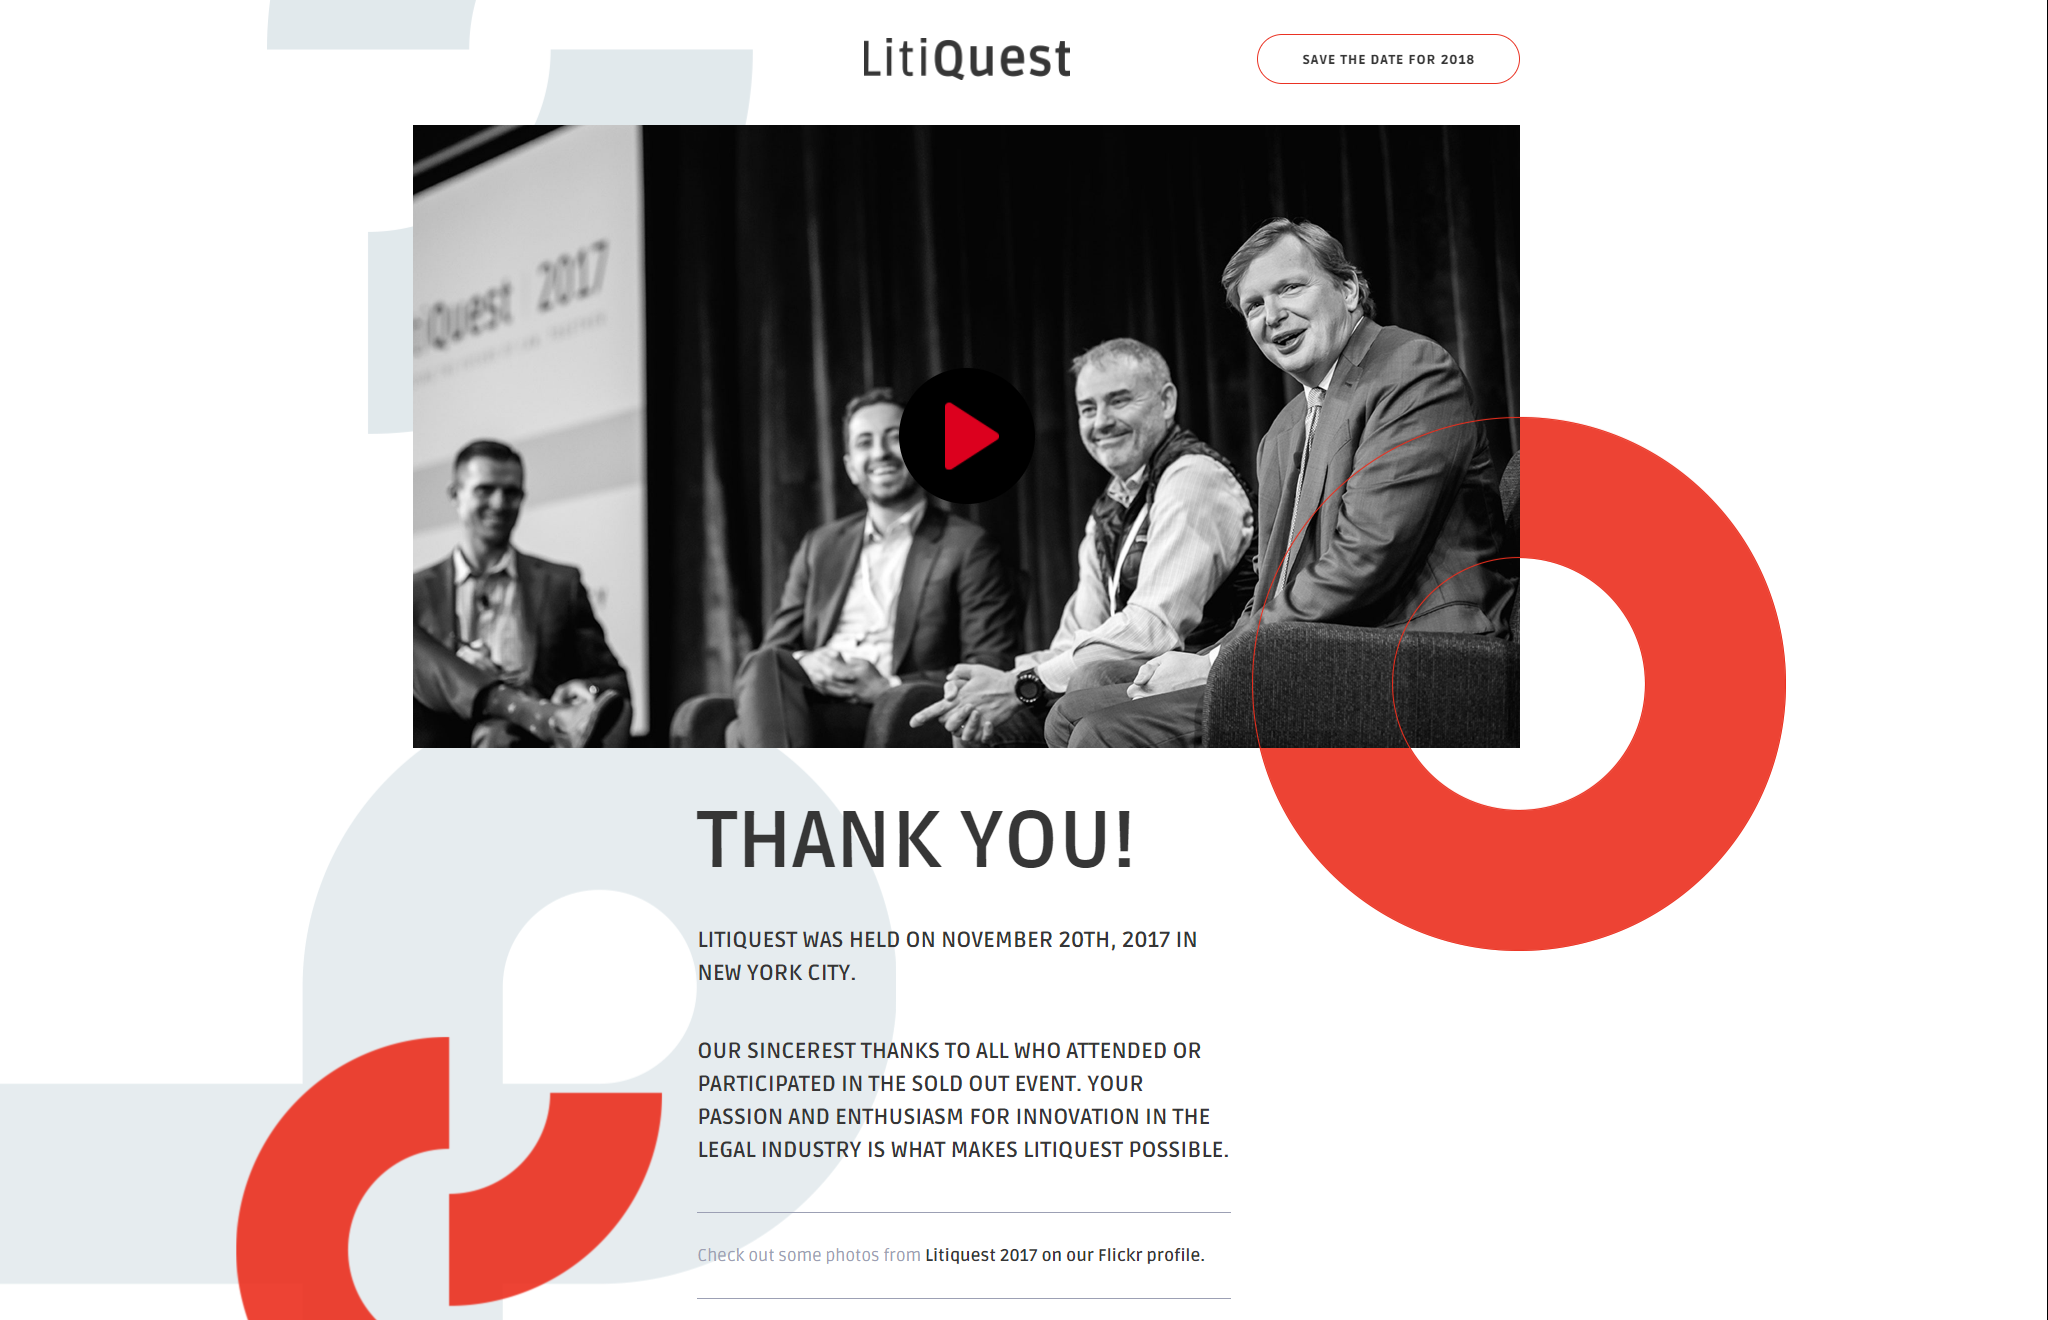 LitiQuest
SAVE THE DATE FOR 2018
iQuest | 2017
THANK YOU!
LITIQUEST WAS HELD ON NOVEMBER 20TH, 2017 IN
NEW YORK CITY.
OUR SINCEREST THANKS TO ALL WHO ATTENDED OR
PARTICIPATED IN THE SOLD OUT EVENT. YOUR
PASSION AND ENTHUSIASM FOR INNOVATION IN THE
LEGAL INDUSTRY IS WHAT MAKES LITIQUEST POSSIBLE.
Check out some photos from Litiquest 2017 on our Flickr profile.